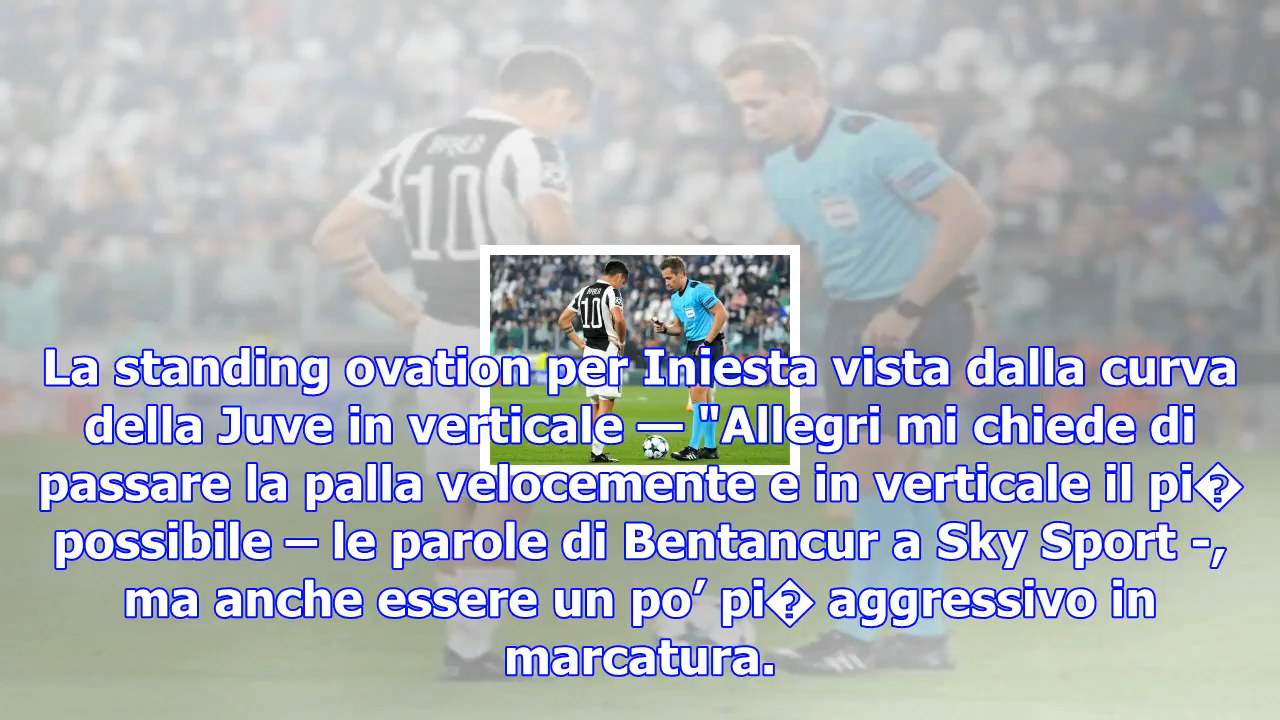 DYBALA
10
La standing ovation per Iniesta vista dalla curva
della Juve in verticale — "Allegri mi chiede di
passare la palla velocemente e in verticale il pi�
possibile – le parole di Bentancur a Sky Sport -,
ma anche essere un po’ pi� aggressivo in
marcatura.